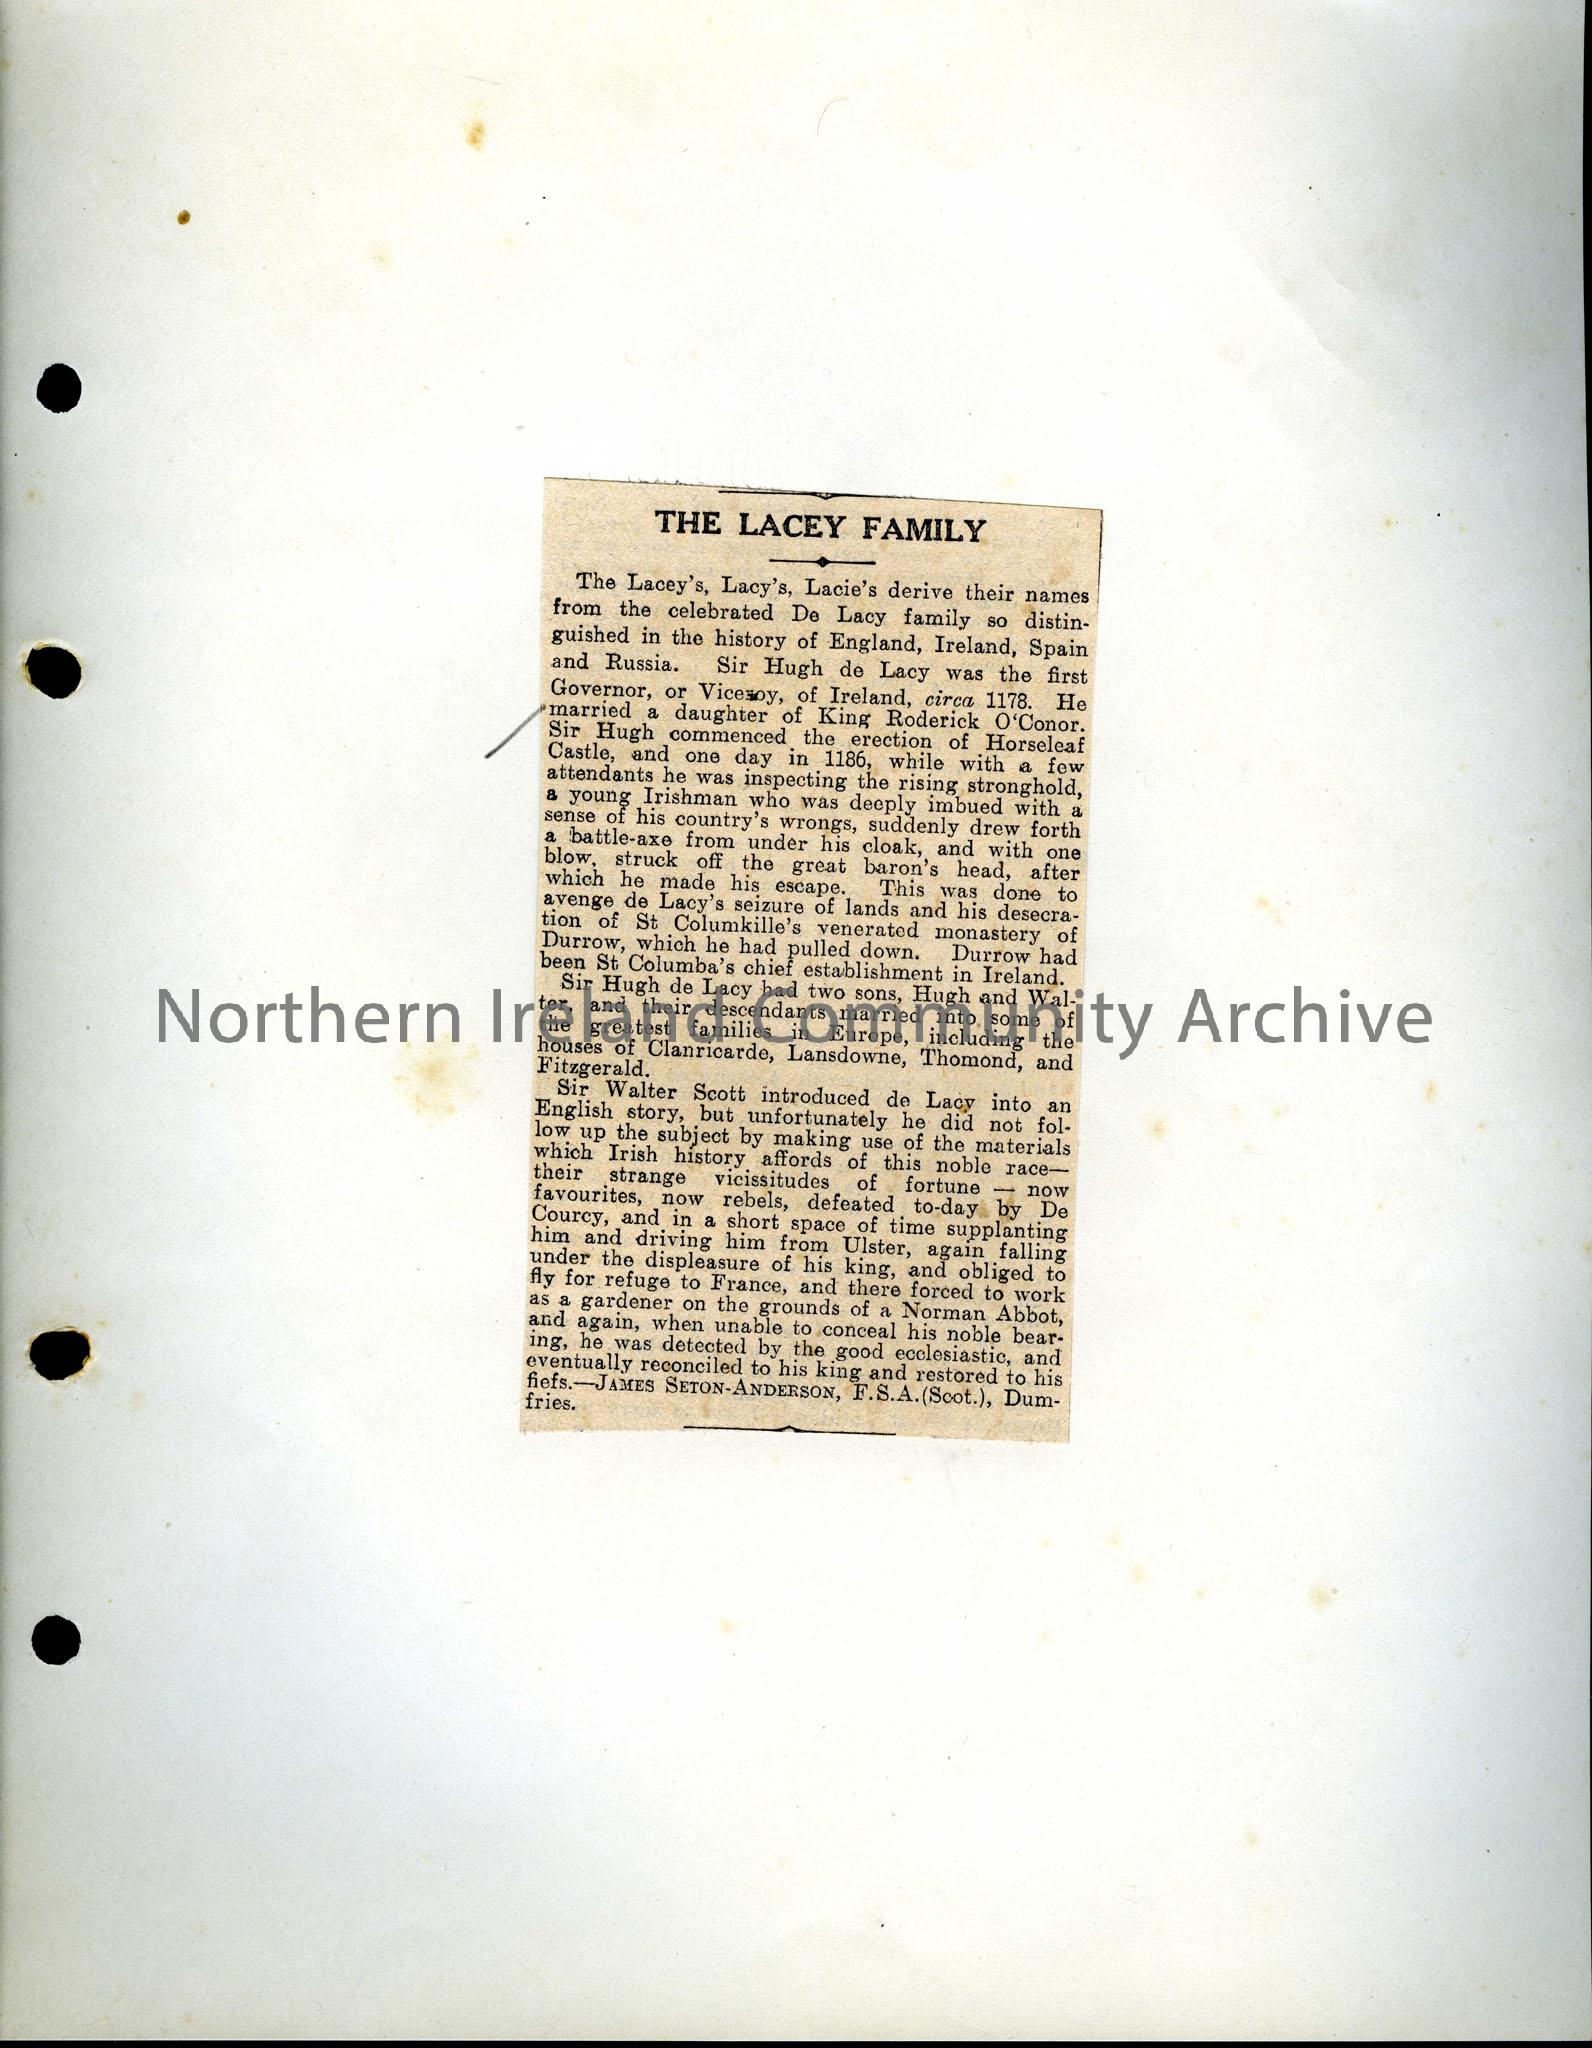 THE LACEY FAMILY
The Lacey's, Lacy's, Lacie's derive their names
from the celebrated De Lacy family so distin-
guished in the history of England, Ireland, Spain
and Russia. Sir Hugh de Lacy was the first
Governor, or Viceroy, of Ireland, circa 1178. He
married a daughter of King Roderick O'Conor.
Sir Hugh commenced the erection of Horseleaf
Castle, and one day in 1186, while with a few
attendants he was inspecting the rising stronghold,
a young Irishman who was deeply imbued with a
sense of his country's wrongs, suddenly drew forth
a battle-axe from under his cloak, and with one
blow, struck off the great baron's head, after
which he made his escape. This was done to
avenge de Lacy's seizure of lands and his desecra-
tion of St Columkille's venerated monastery of
Durrow, which he had pulled down. Durrow had
been St Columba's chief establishment in Ireland.
Sir Hugh de Lacy had two sons, Hugh and Wal-
ter, and their descendants married into some of
he greatest families in Europe, including the
houses of Clanricarde, Lansdowne, Thomond, and
Fitzgerald.
Sir Walter Scott introduced de Lacy into an
English story, but unfortunately he did not fol-
low up the subject by making use of the materials
which Irish history affords of this noble race—
their strange vicissitudes of fortune — now
favourites, now rebels, defeated to-day by De
Courcy, and in a short space of time supplanting
him and driving him from Ulster, again falling
under the displeasure of his king, and obliged to
fly for refuge to France, and there forced to work
as a gardener on the grounds of a Norman Abbot,
and again, when unable to conceal his noble bear-
ing, he was detected by the good ecclesiastic, and
eventually reconciled to his king and restored to his
fiefs.—JAMES SETON-ANDERSON, F.S.A.(Scot.), Dum-
fries.
Northern Ireland Community Archive